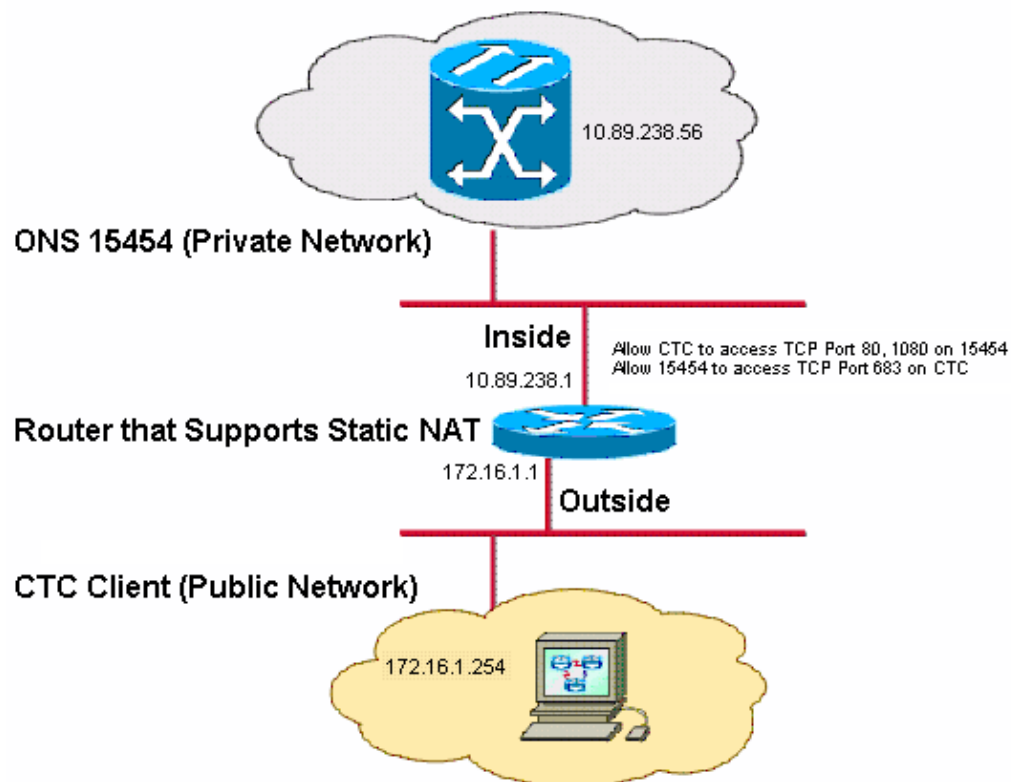 10.89.238.56
ONS 15454 (Private Network)
Inside
Allow CTC to access TCP Port 80, 1080 on 15454
Allow 15454 to access TCP Port 683 on CTC
10.89.238.1
Router that Supports Static NAT
172.16.1.1
Outside
CTC Client (Public Network)
172.16.1.254